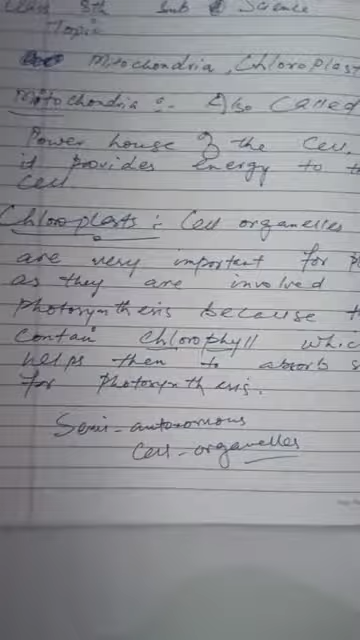 Class 8th Sub Science
Topic
Mitochondria, Chloroplast
Mitochondria :- Also Called
Power house of the Cell.
it provides energy to
Cell
Chloroplasts : Cell organelles
are very important for
as they are involved
Photosynthesis because
contain chlorophyll
helps them to absorb
for photosynthesis.
Semi-autonomous
Cell-organelles